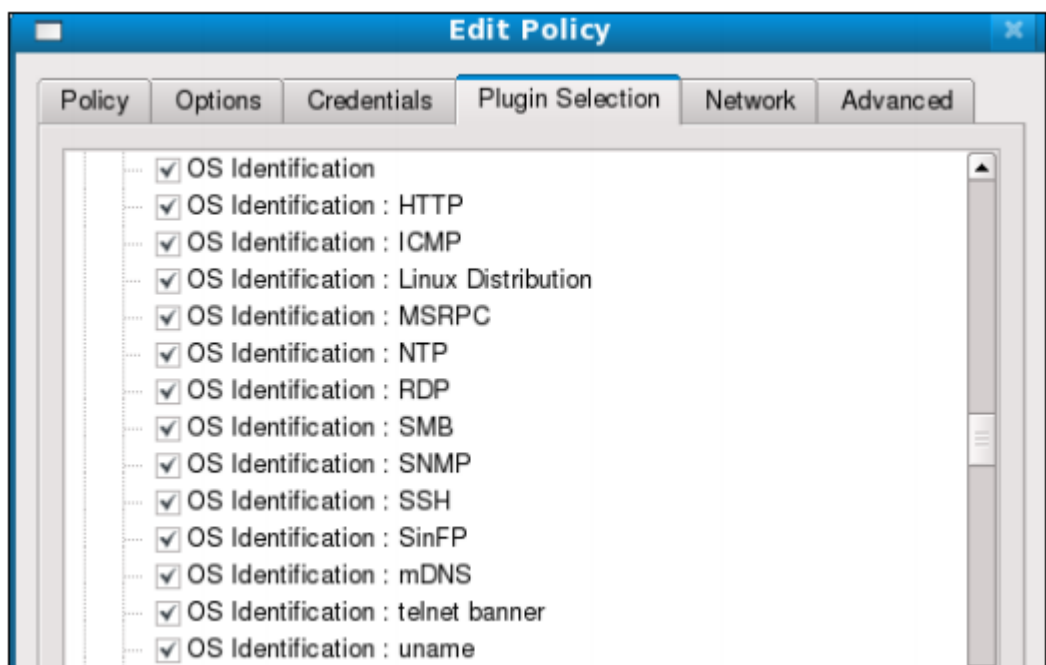 Edit Policy
Policy Options Credentials Plugin Selection Network Advanced
OS Identification
OS Identification : HTTP
OS Identification : ICMP
OS Identification : Linux Distribution
OS Identification : MSRPC
OS Identification : NTP
OS Identification : RDP
OS Identification : SMB
OS Identification : SNMP
OS Identification : SSH
OS Identification : SinFP
OS Identification : mDNS
OS Identification : telnet banner
OS Identification : uname